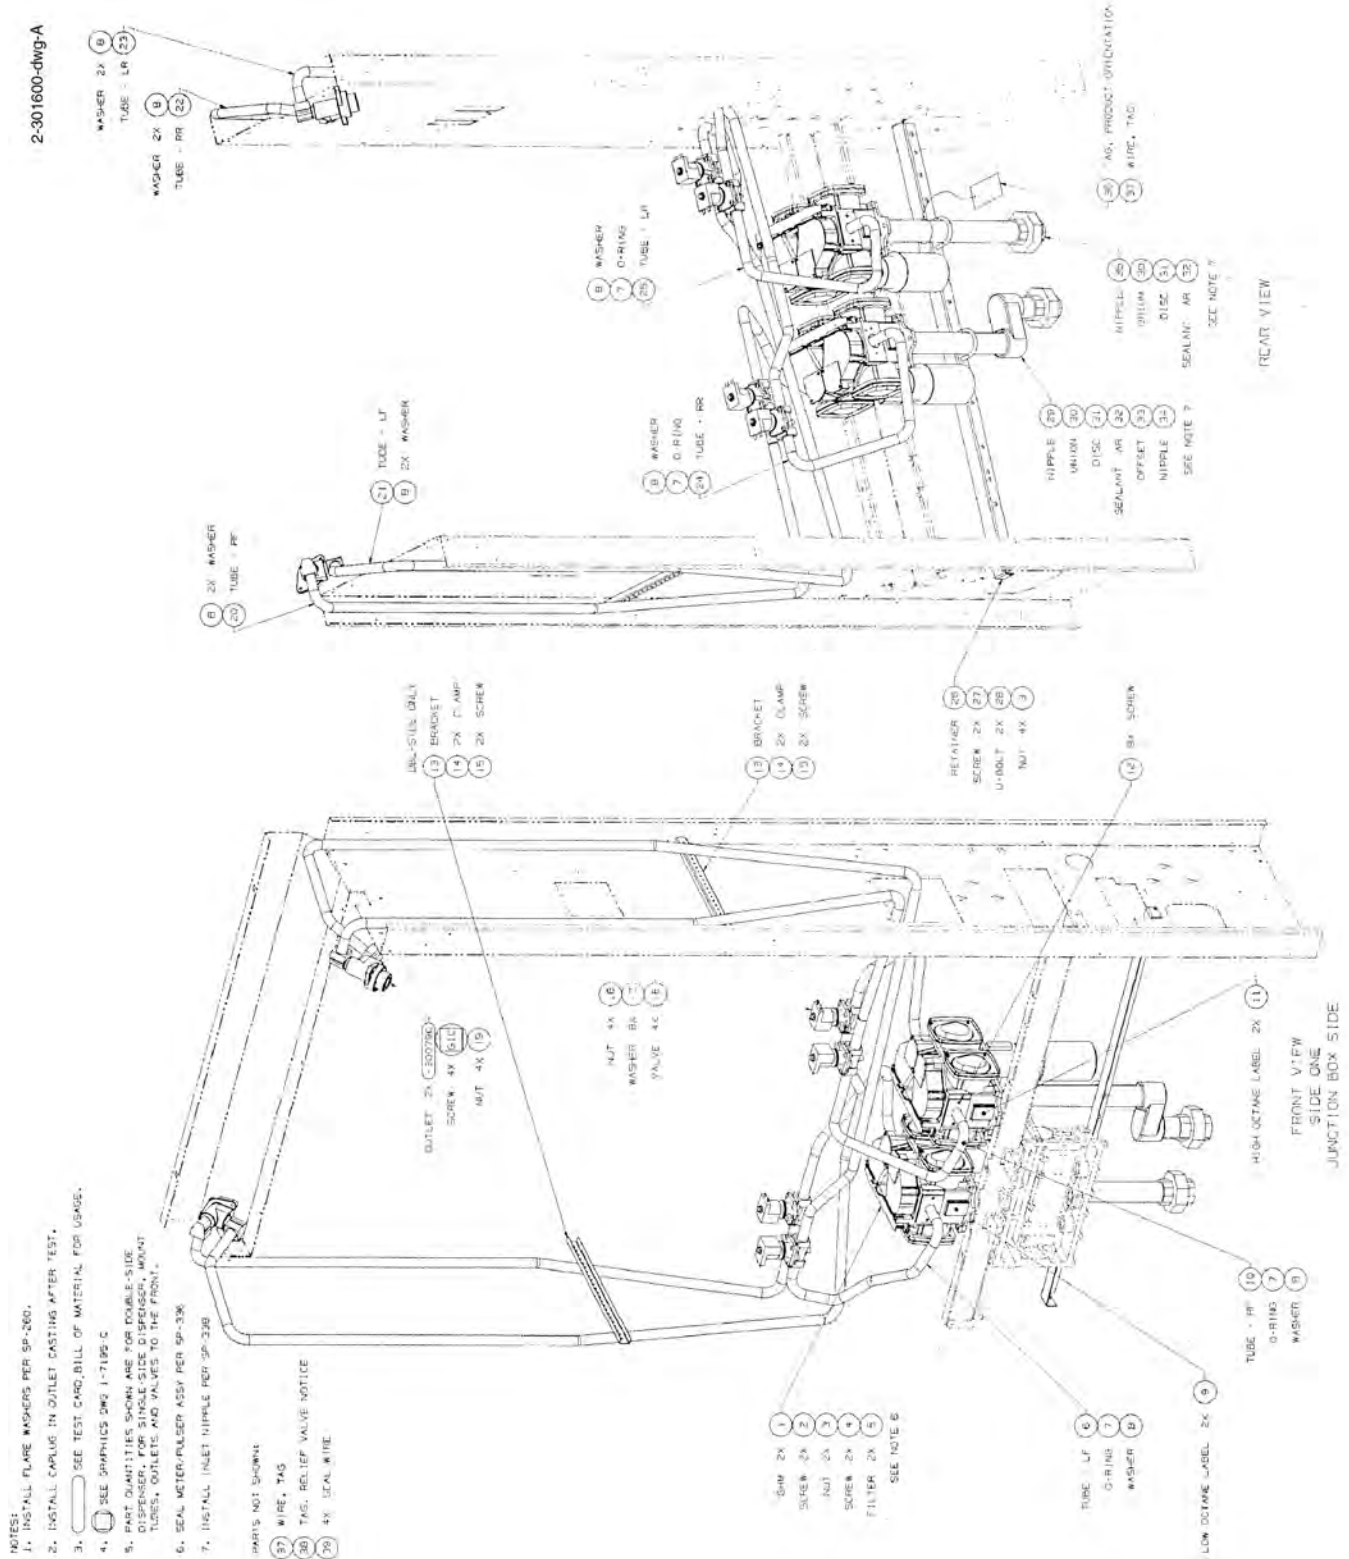 2-301600-dwg-A
NOTES:
1. INSTALL FLARE WASHERS PER SP-260.
2. INSTALL CAPLUG IN OUTLET CASTING AFTER TEST.
3. SEE TEST CARD, BILL OF MATERIAL FOR USAGE.
4. SEE GRAPHICS DWG 1-7195-C
5. PART QUANTITIES SHOWN ARE FOR DOUBLE-SIDE
DISPENSER. FOR SINGLE-SIDE DISPENSER, MOUNT
TUBES, OUTLETS AND VALVES TO THE FRONT.
6. SEAL METER/PULSER ASSY PER SP-336
7. INSTALL INLET NIPPLE PER SP-339
PARTS NOT SHOWN:
37 WIRE, TAG
38 TAG, RELIEF VALVE NOTICE
39 4X SEAL WIRE
WASHER 2X 8
TUBE - LR 23
WASHER 2X 8
TUBE - RR 22
8 2X WASHER
20 TUBE - RF
21 TUBE - LF
8 2X WASHER
8 WASHER
7 O-RING
25 TUBE - LR
8 WASHER
7 O-RING
24 TUBE - RR
36 TAG, PRODUCT ORIENTATION
37 WIRE, TAG
NIPPLE 35
UNION 30
DISC 31
SEALANT AR 32
SEE NOTE 7
NIPPLE 29
UNION 30
DISC 31
SEALANT AR 32
OFFSET 33
NIPPLE 34
SEE NOTE 7
REAR VIEW
DBL-SIDE ONLY
13 BRACKET
14 2X CLAMP
15 2X SCREW
13 BRACKET
14 2X CLAMP
15 2X SCREW
RETAINER 26
SCREW 2X 27
U-BOLT 2X 28
NUT 4X 3
12 8X SCREW
OUTLET 2X
SCREW 4X
NUT 4X 19
NUT 4X
WASHER 8X
VALVE 4X
HIGH OCTANE LABEL 2X 11
FRONT VIEW
SIDE ONE
JUNCTION BOX SIDE
2X 1
SCREW 2X 2
NUT 2X 3
SCREW 2X 4
FILTER 2X 5
SEE NOTE 6
TUBE - LF 6
O-RING 7
WASHER 8
LOW OCTANE LABEL 2X 9
TUBE - RF 10
O-RING 7
WASHER 8